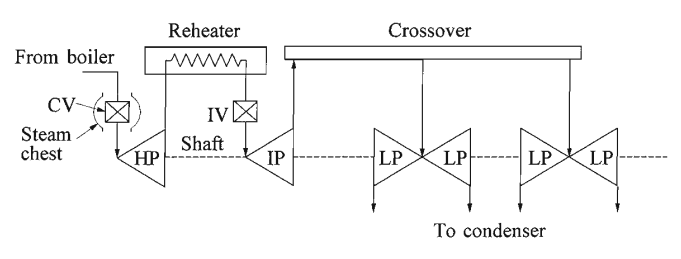 Reheater
Crossover
From boiler
CV
IV
Steam
chest
Shaft
HP
IP
LP
LP
LP
LP
To condenser